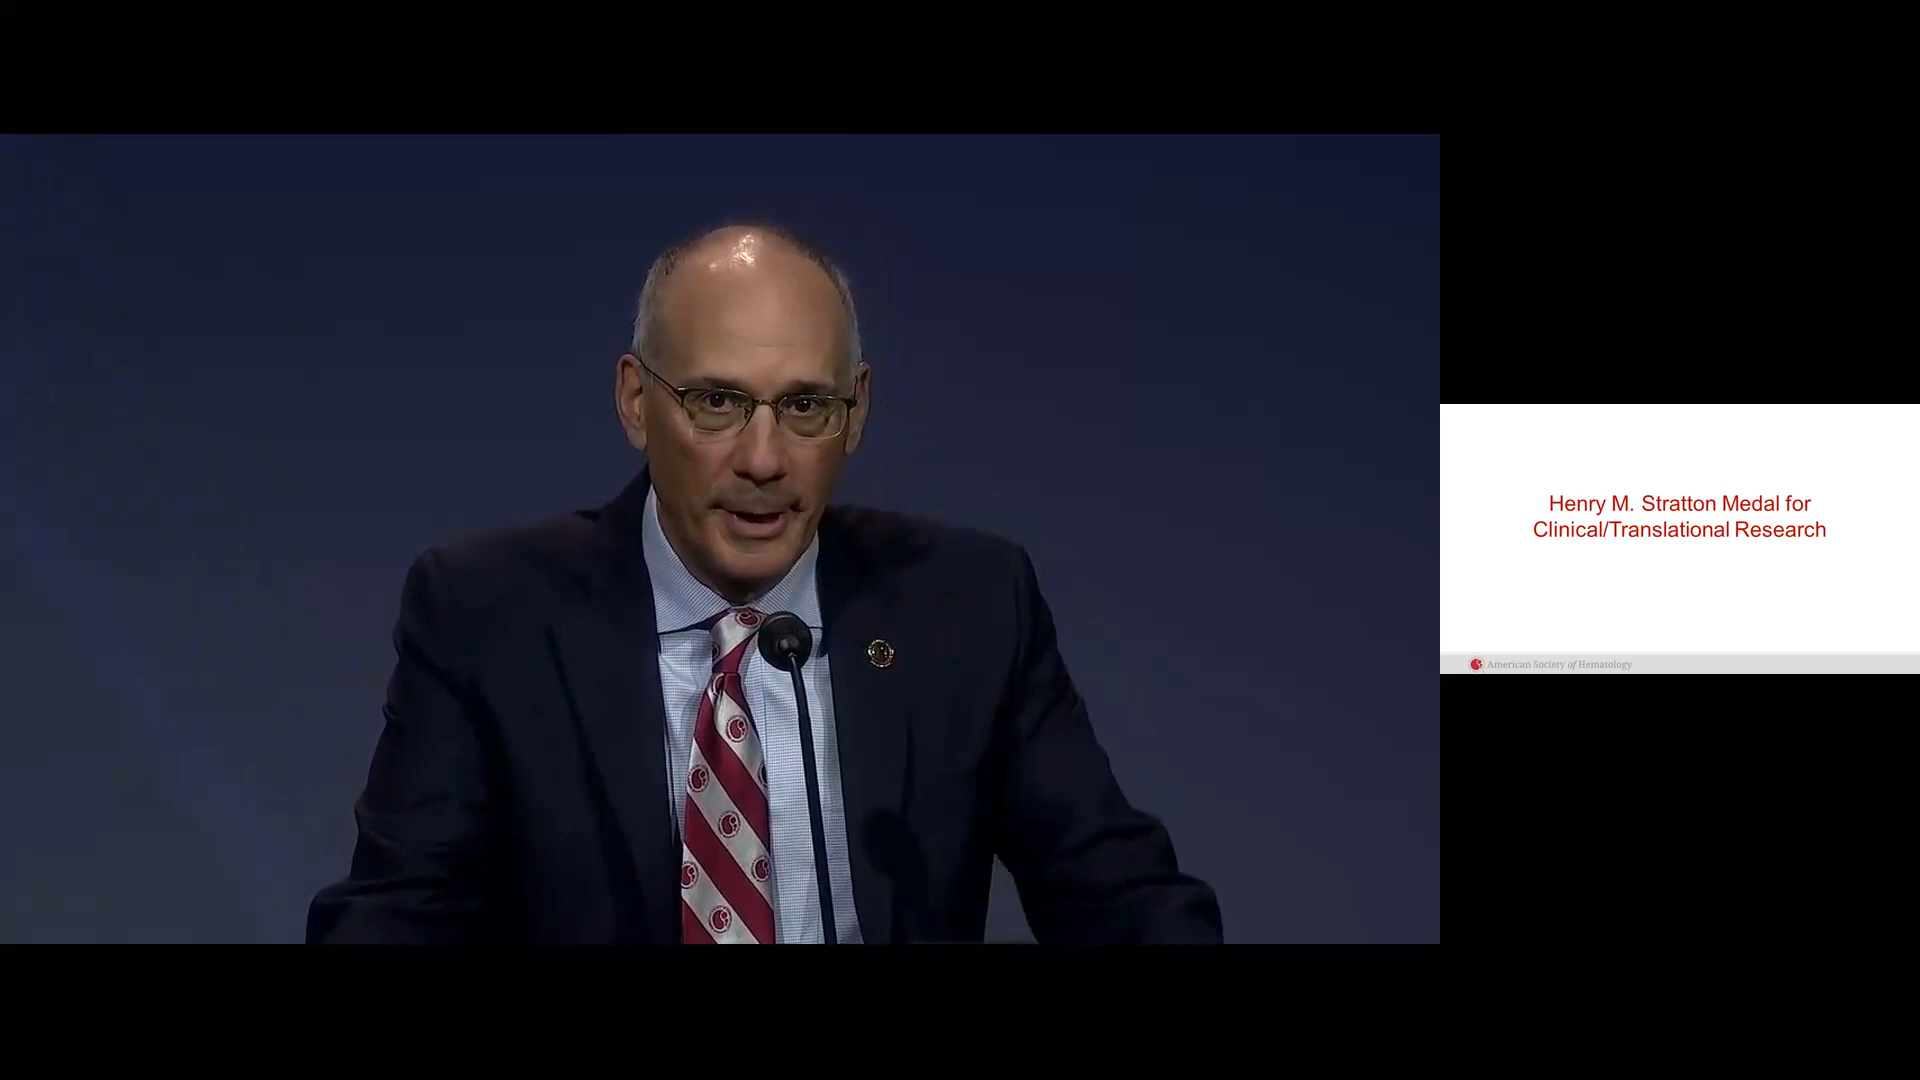 Henry M. Stratton Medal for
Clinical/Translational Research
American Society of Hematology